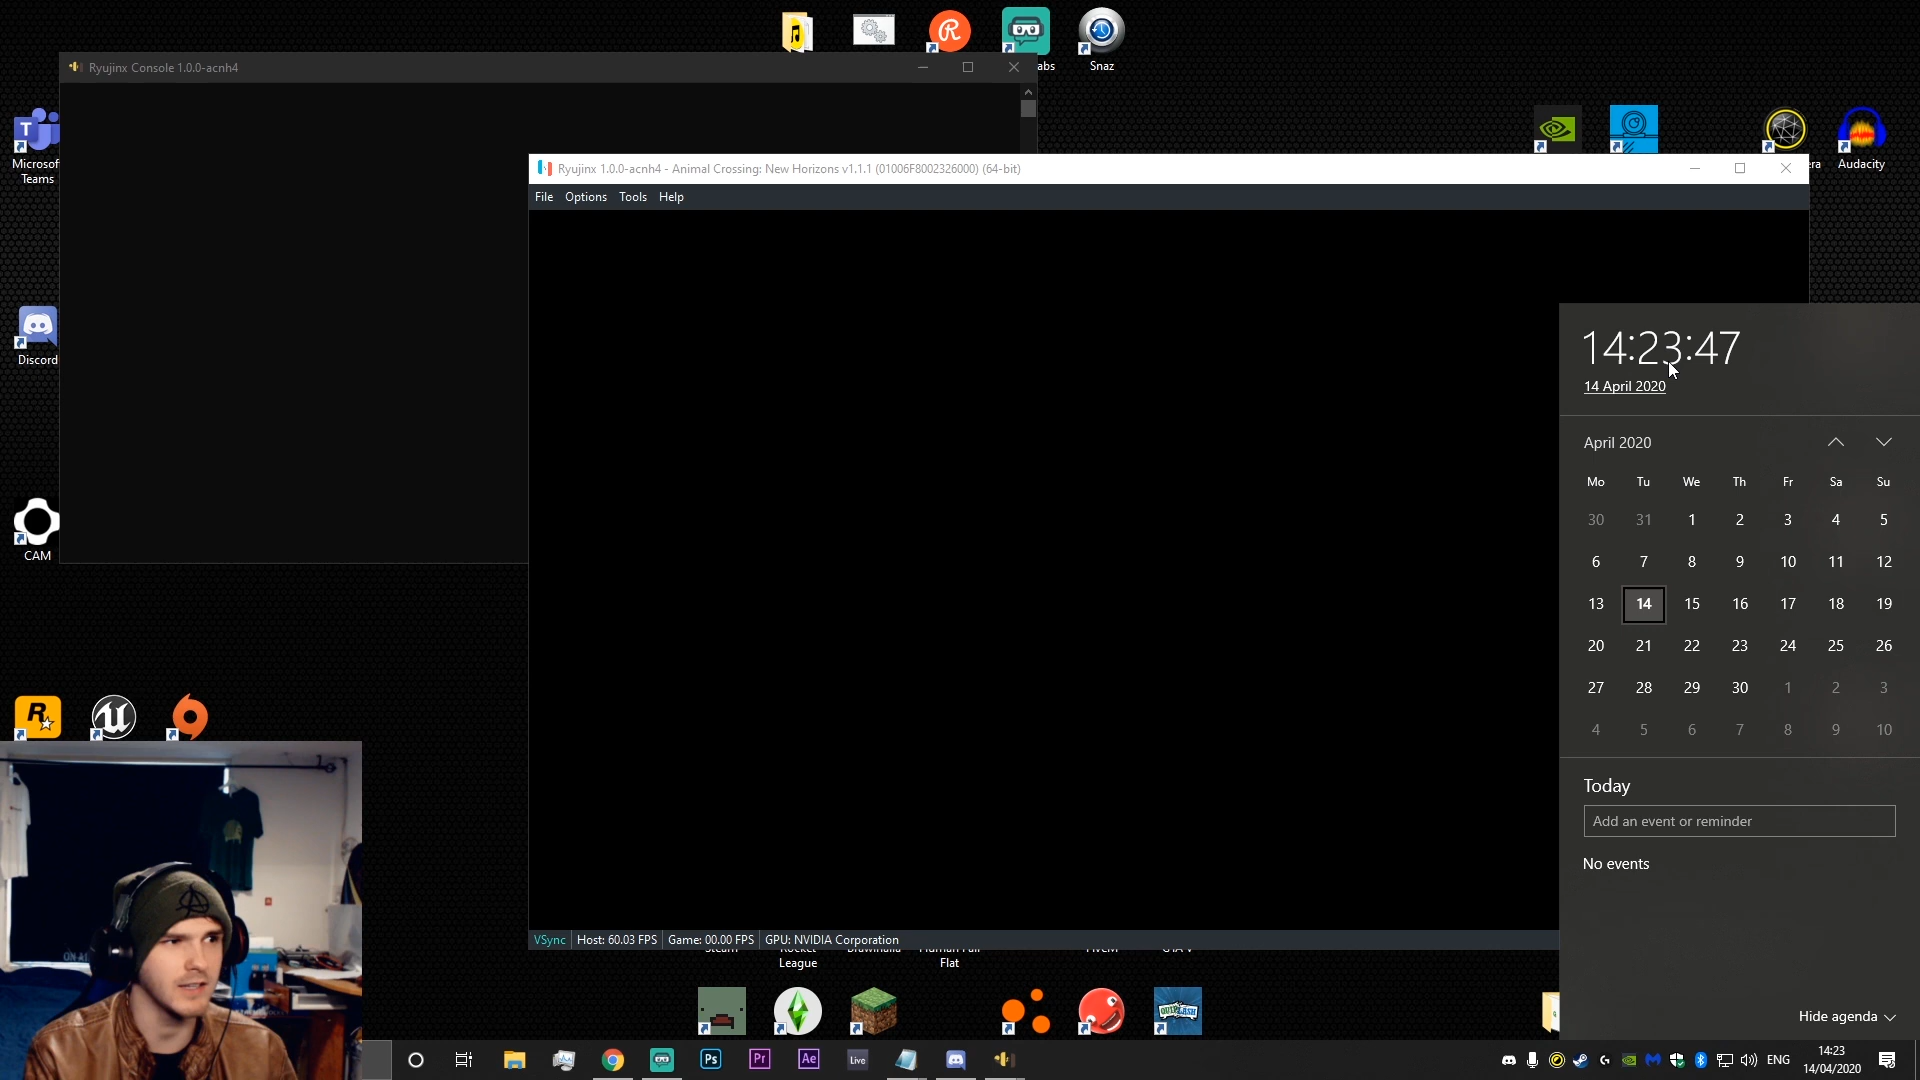 abs
Snaz
Ryujinx Console 1.0.0-acnh4
Microsof
Teams
era
Audacity
Ryujinx 1.0.0-acnh4 - Animal Crossing: New Horizons v1.1.1 (01006F8002326000) (64-bit)
File Options Tools Help
Discord
CAM
14:23:47
14 April 2020
April 2020
Mo Tu We Th Fr Sa Su
30 31 1 2 3 4 5
6 7 8 9 10 11 12
13 14 15 16 17 18 19
20 21 22 23 24 25 26
27 28 29 30 1 2 3
4 5 6 7 8 9 10
Today
Add an event or reminder
No events
Hide agenda
VSync Host: 60.03 FPS Game: 00.00 FPS GPU: NVIDIA Corporation
League
Flat
QUIPLASH
Ps
Pr
Ae
Live
ENG
14:23
14/04/2020